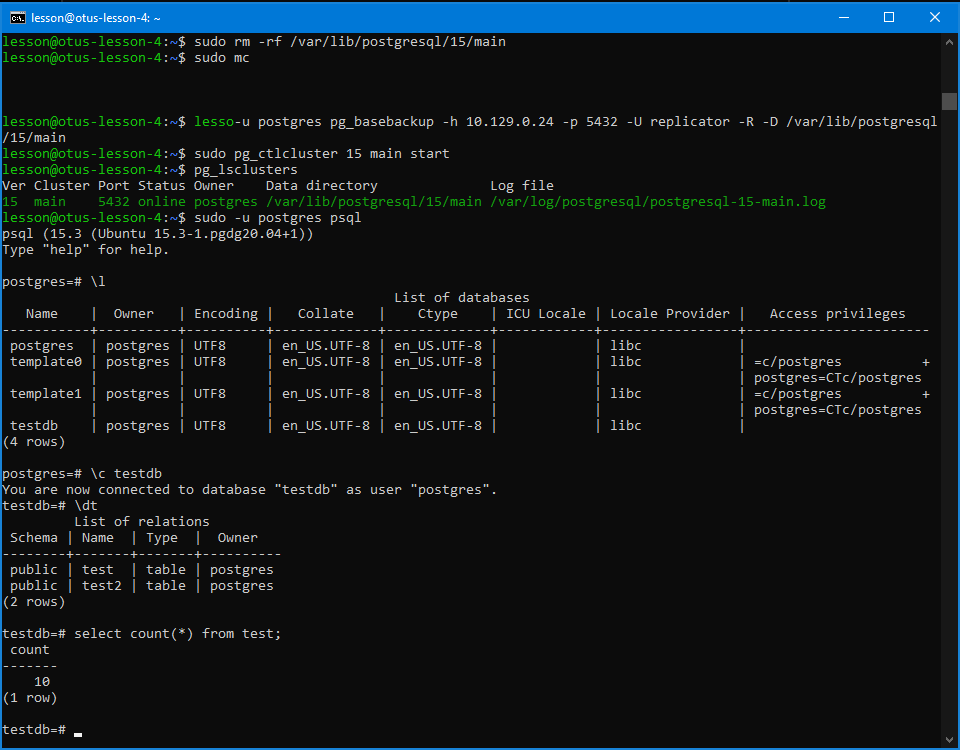 lesson@otus-lesson-4: ~
lesson@otus-lesson-4:~$ sudo rm -rf /var/lib/postgresql/15/main
lesson@otus-lesson-4:~$ sudo mc
lesson@otus-lesson-4:~$ lesso-u postgres pg_basebackup -h 10.129.0.24 -p 5432 -U replicator -R -D /var/lib/postgresql
/15/main
lesson@otus-lesson-4:~$ sudo pg_ctlcluster 15 main start
lesson@otus-lesson-4:~$ pg_lsclusters
Ver Cluster Port Status Owner    Data directory              Log file
15  main    5432 online postgres /var/lib/postgresql/15/main /var/log/postgresql/postgresql-15-main.log
lesson@otus-lesson-4:~$ sudo -u postgres psql
psql (15.3 (Ubuntu 15.3-1.pgdg20.04+1))
Type "help" for help.
postgres=# \l
                                                 List of databases
   Name    |  Owner   | Encoding |   Collate   |    Ctype    | ICU Locale | Locale Provider |   Access privileges
-----------+----------+----------+-------------+-------------+------------+-----------------+-----------------------
 postgres  | postgres | UTF8     | en_US.UTF-8 | en_US.UTF-8 |            | libc            |
 template0 | postgres | UTF8     | en_US.UTF-8 | en_US.UTF-8 |            | libc            | =c/postgres          +
           |          |          |             |             |            |                 | postgres=CTc/postgres
 template1 | postgres | UTF8     | en_US.UTF-8 | en_US.UTF-8 |            | libc            | =c/postgres          +
           |          |          |             |             |            |                 | postgres=CTc/postgres
 testdb    | postgres | UTF8     | en_US.UTF-8 | en_US.UTF-8 |            | libc            |
(4 rows)
postgres=# \c testdb
You are now connected to database "testdb" as user "postgres".
testdb=# \dt
         List of relations
 Schema | Name  | Type  |  Owner
--------+-------+-------+----------
 public | test  | table | postgres
 public | test2 | table | postgres
(2 rows)
testdb=# select count(*) from test;
 count
-------
    10
(1 row)
testdb=#